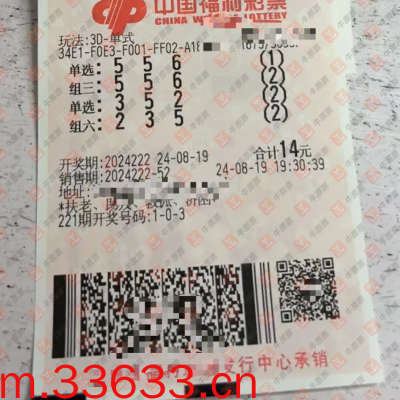 中国福利彩票
CHINA W LOTTERY
玩法:3D-单式
34E1-F0E3-F001-FF02-A18
单选: 5 5 6 (1)
组三: 5 5 6 (2)
单选: 3 5 2 (2)
组六: 2 3 5 (2)
开奖期:2024222 24-08-19 合计14元
销售期:2024222-52 24-08-19 19:30:39
地址:
*扶老、
221期开奖号码:1-0-3
发行中心承销
m.33633.cn